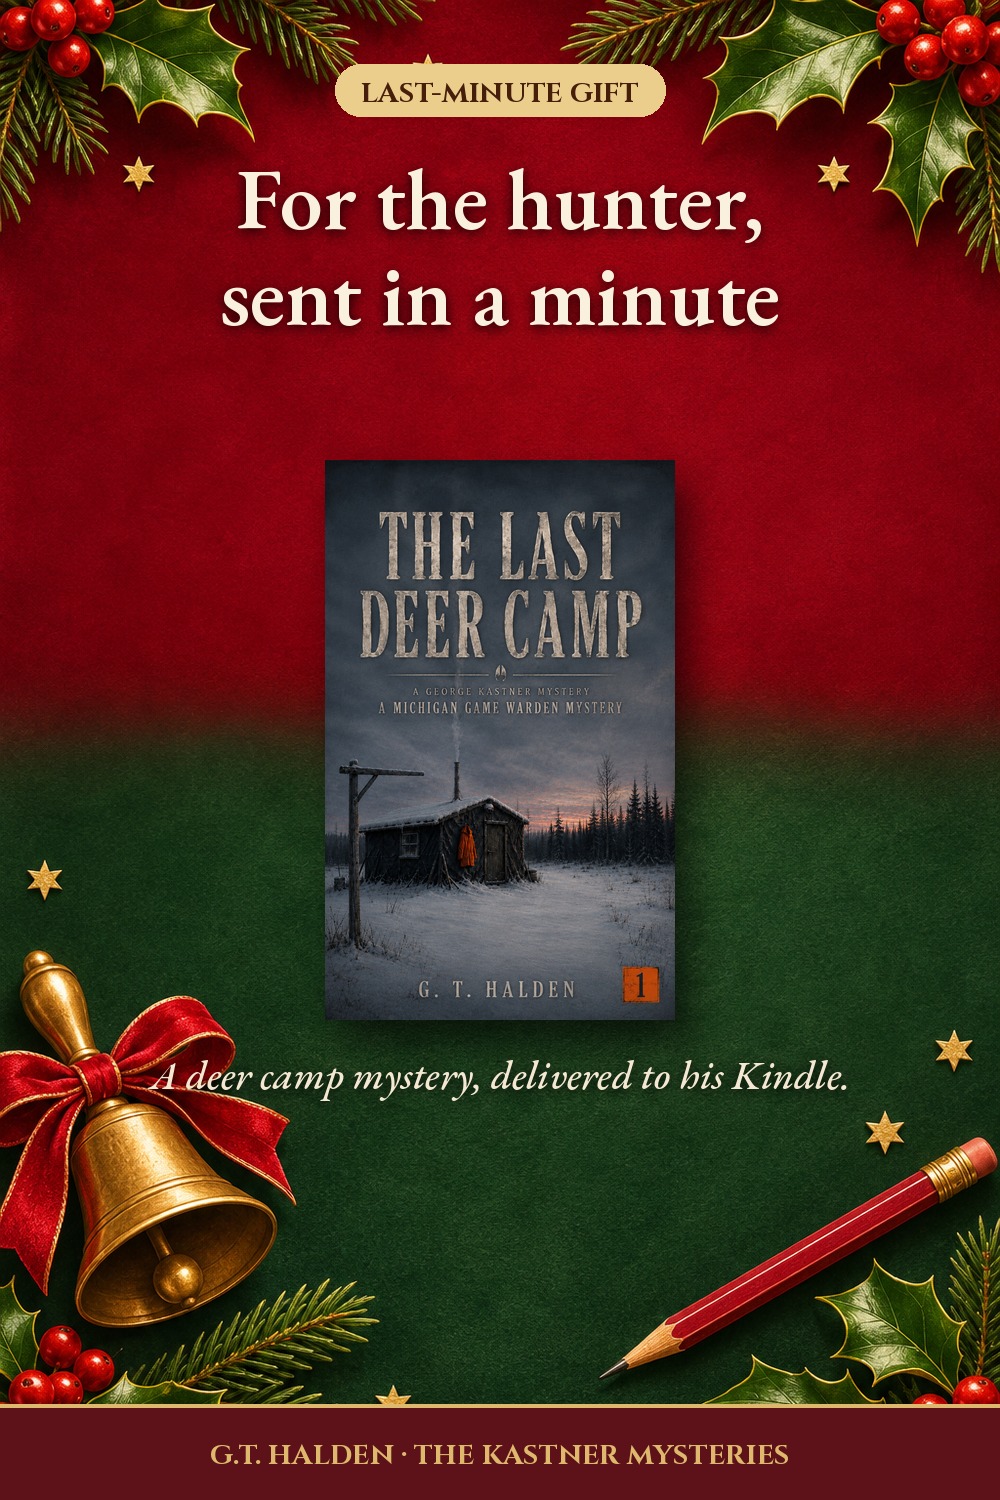 LAST-MINUTE GIFT
For the hunter,
sent in a minute
THE LAST
DEER CAMP
A GEORGE KASTNER MYSTERY
A MICHIGAN GAME WARDEN MYSTERY
G. T. HALDEN
1
A deer camp mystery, delivered to his Kindle.
G.T. HALDEN · THE KASTNER MYSTERIES